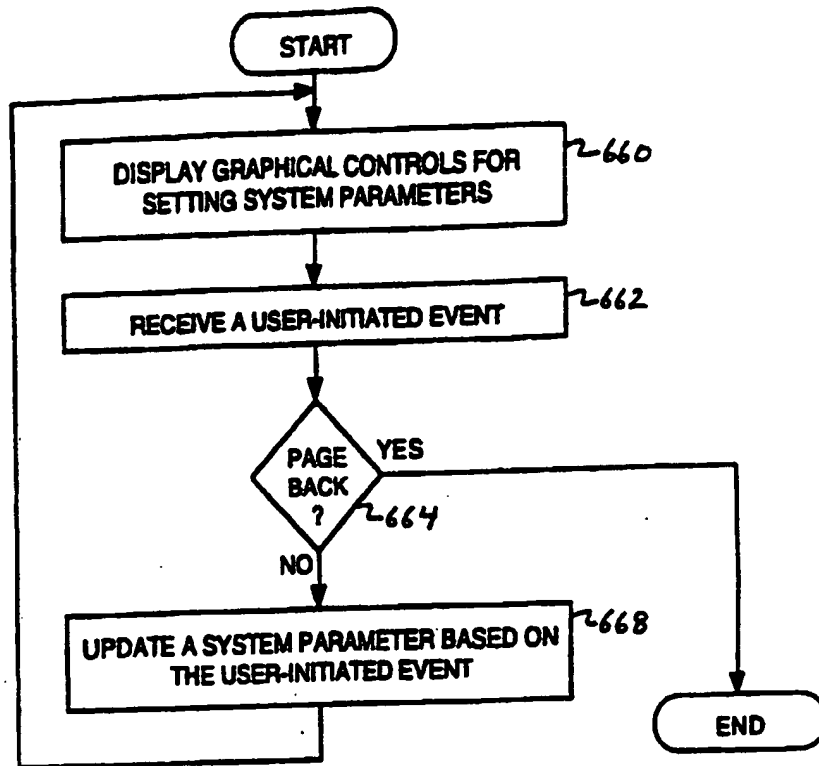 START
DISPLAY GRAPHICAL CONTROLS FOR
SETTING SYSTEM PARAMETERS
660
RECEIVE A USER-INITIATED EVENT
662
PAGE
BACK
?
YES
664
NO
UPDATE A SYSTEM PARAMETER BASED ON
THE USER-INITIATED EVENT
668
END